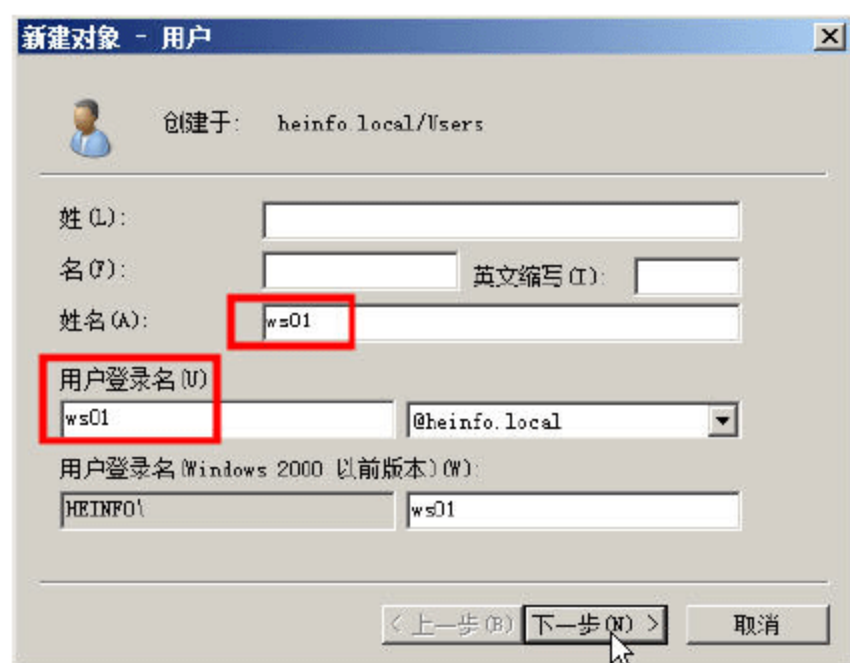 新建对象 - 用户
创建于: heinfo.local/Users
姓(L):
名(F):
英文缩写(I):
姓名(A):
ws01
用户登录名(U)
ws01
@heinfo.local
用户登录名(Windows 2000 以前版本)(W):
HEINFO\
ws01
< 上一步(B)
下一步(N) >
取消